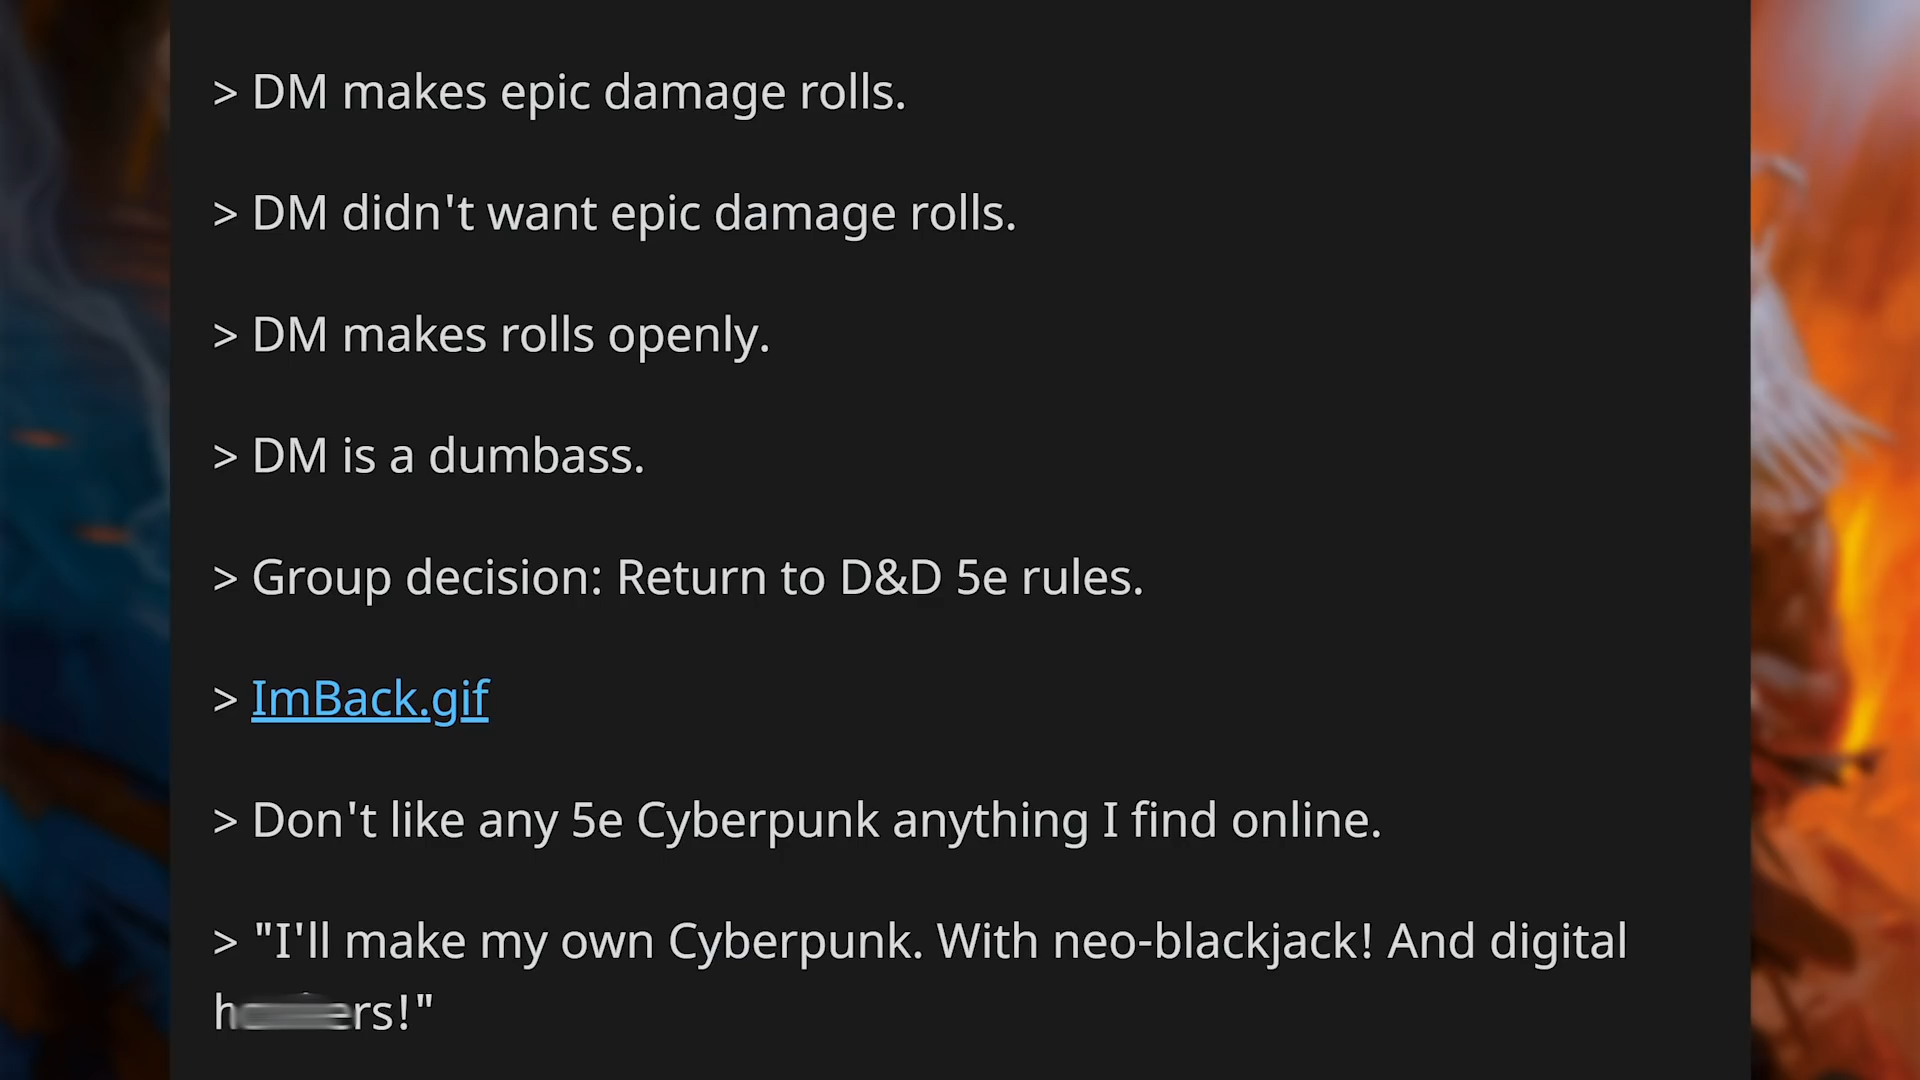 > DM makes epic damage rolls.
> DM didn't want epic damage rolls.
> DM makes rolls openly.
> DM is a dumbass.
> Group decision: Return to D&D 5e rules.
> ImBack.gif
> Don't like any 5e Cyberpunk anything I find online.
> "I'll make my own Cyberpunk. With neo-blackjack! And digital